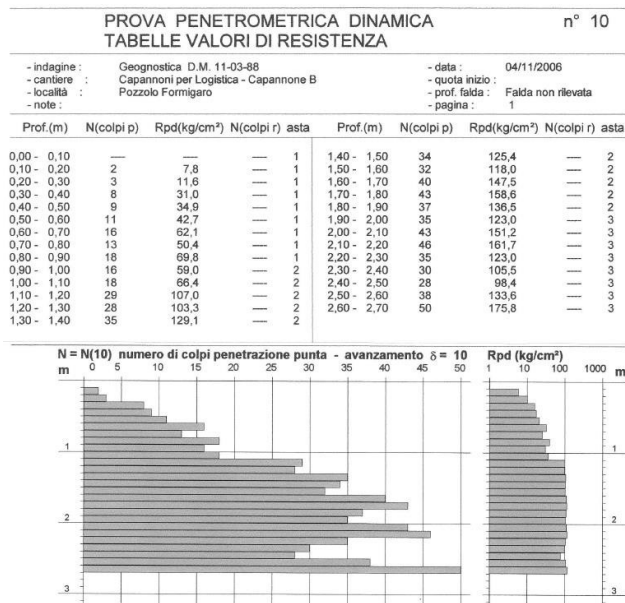 PROVA PENETROMETRICA DINAMICA n° 10
TABELLE VALORI DI RESISTENZA
- indagine : Geognostica D.M. 11-03-88 - data : 04/11/2006
- cantiere : Capannoni per Logistica - Capannone B - quota inizio :
- località : Pozzolo Formigaro - prof. falda : Falda non rilevata
- note : - pagina : 1
Prof.(m) N(colpi p) Rpd(kg/cm²) N(colpi r) asta Prof.(m) N(colpi p) Rpd(kg/cm²) N(colpi r) asta
0,00 - 0,10 ---- ---- ---- 1 1,40 - 1,50 34 125,4 ---- 2
0,10 - 0,20 2 7,8 ---- 1 1,50 - 1,60 32 118,0 ---- 2
0,20 - 0,30 3 11,6 ---- 1 1,60 - 1,70 40 147,5 ---- 2
0,30 - 0,40 8 31,0 ---- 1 1,70 - 1,80 43 158,6 ---- 2
0,40 - 0,50 9 34,9 ---- 1 1,80 - 1,90 37 136,5 ---- 2
0,50 - 0,60 11 42,7 ---- 1 1,90 - 2,00 35 123,0 ---- 3
0,60 - 0,70 16 62,1 ---- 1 2,00 - 2,10 43 151,2 ---- 3
0,70 - 0,80 13 50,4 ---- 1 2,10 - 2,20 46 161,7 ---- 3
0,80 - 0,90 18 69,8 ---- 1 2,20 - 2,30 35 123,0 ---- 3
0,90 - 1,00 16 59,0 ---- 2 2,30 - 2,40 30 105,5 ---- 3
1,00 - 1,10 18 66,4 ---- 2 2,40 - 2,50 28 98,4 ---- 3
1,10 - 1,20 29 107,0 ---- 2 2,50 - 2,60 38 133,6 ---- 3
1,20 - 1,30 28 103,3 ---- 2 2,60 - 2,70 50 175,8 ---- 3
1,30 - 1,40 35 129,1 ---- 2
N = N(10) numero di colpi penetrazione punta - avanzamento δ = 10 Rpd (kg/cm²)
m 0 5 10 15 20 25 30 35 40 45 50 1 10 100 1000 m
1 1
2 2
3 3